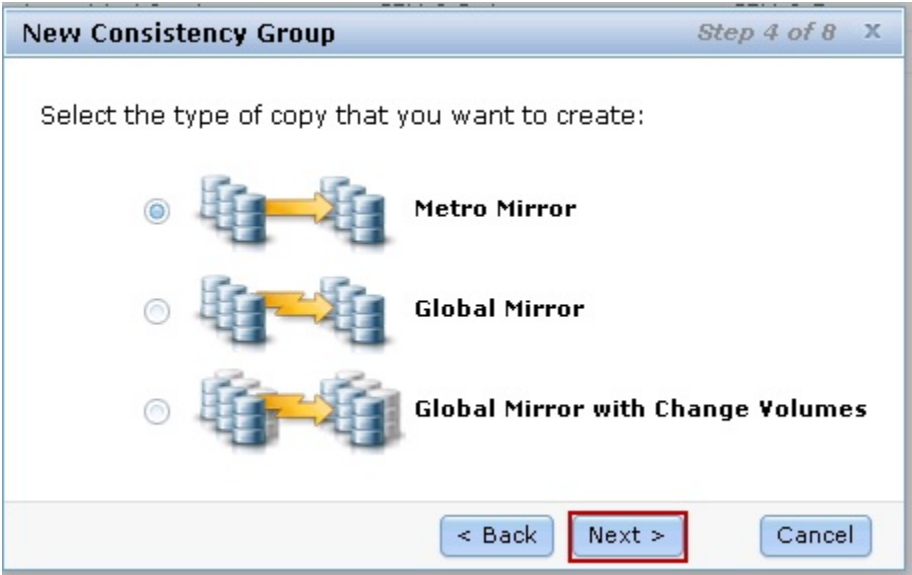 New Consistency Group Step 4 of 8 X
Select the type of copy that you want to create:
Metro Mirror
Global Mirror
Global Mirror with Change Volumes
< Back Next > Cancel